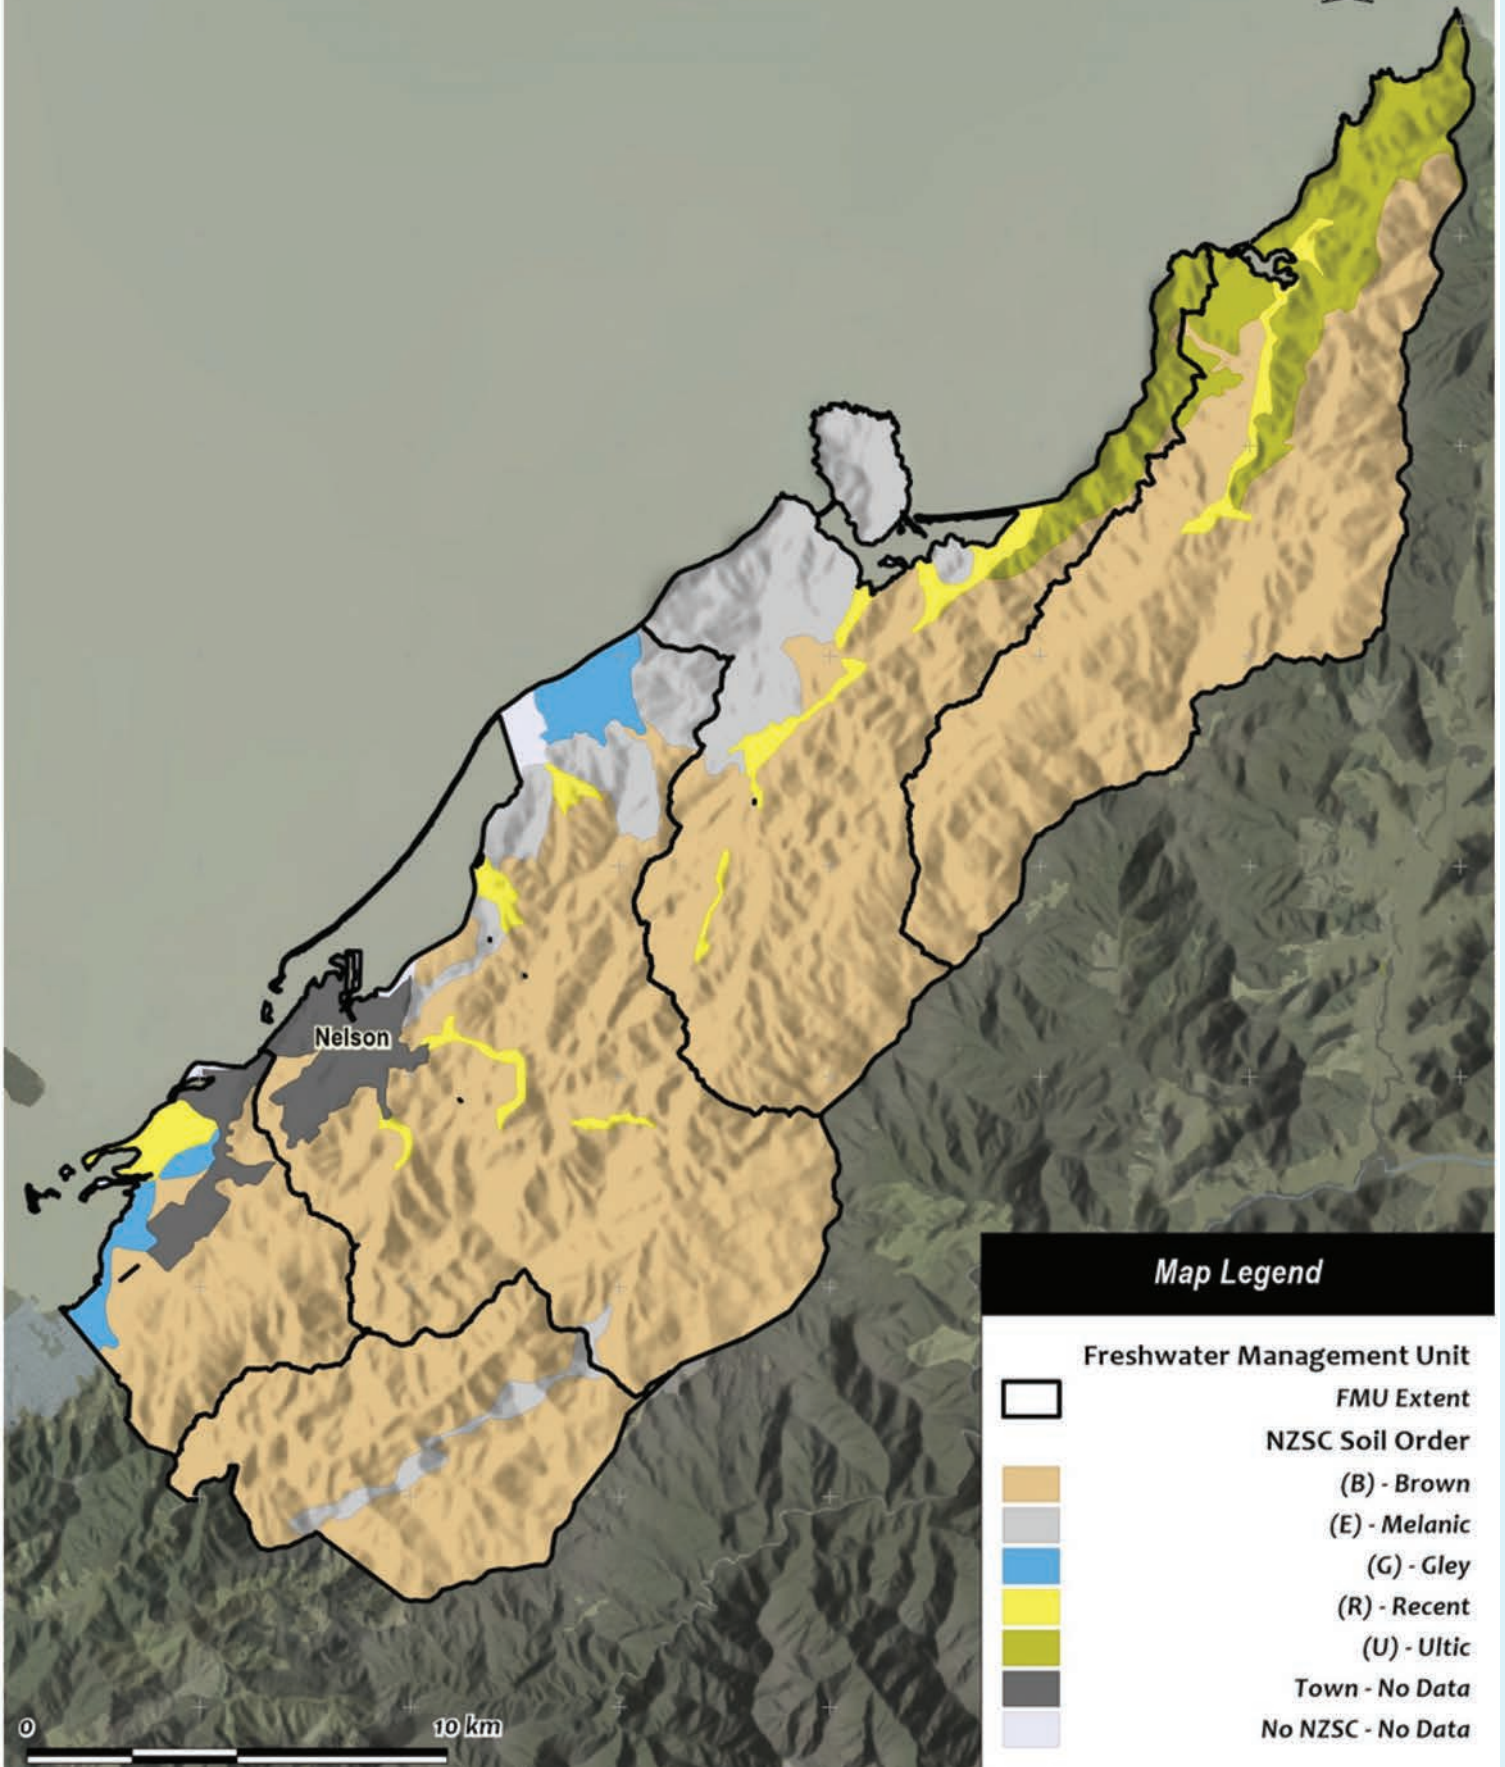 Nelson
Map Legend
Freshwater Management Unit
FMU Extent
NZSC Soil Order
(B) - Brown
(E) - Melanic
(G) - Gley
(R) - Recent
(U) - Ultic
Town - No Data
No NZSC - No Data
0 10 km